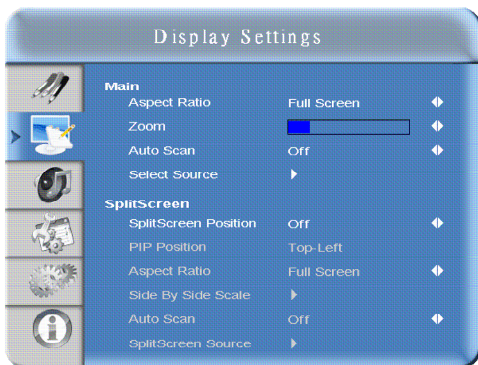 Display Settings
Main
Aspect Ratio Full Screen
Zoom
Auto Scan Off
Select Source
SplitScreen
SplitScreen Position Off
PIP Position Top-Left
Aspect Ratio Full Screen
Side By Side Scale
Auto Scan Off
SplitScreen Source